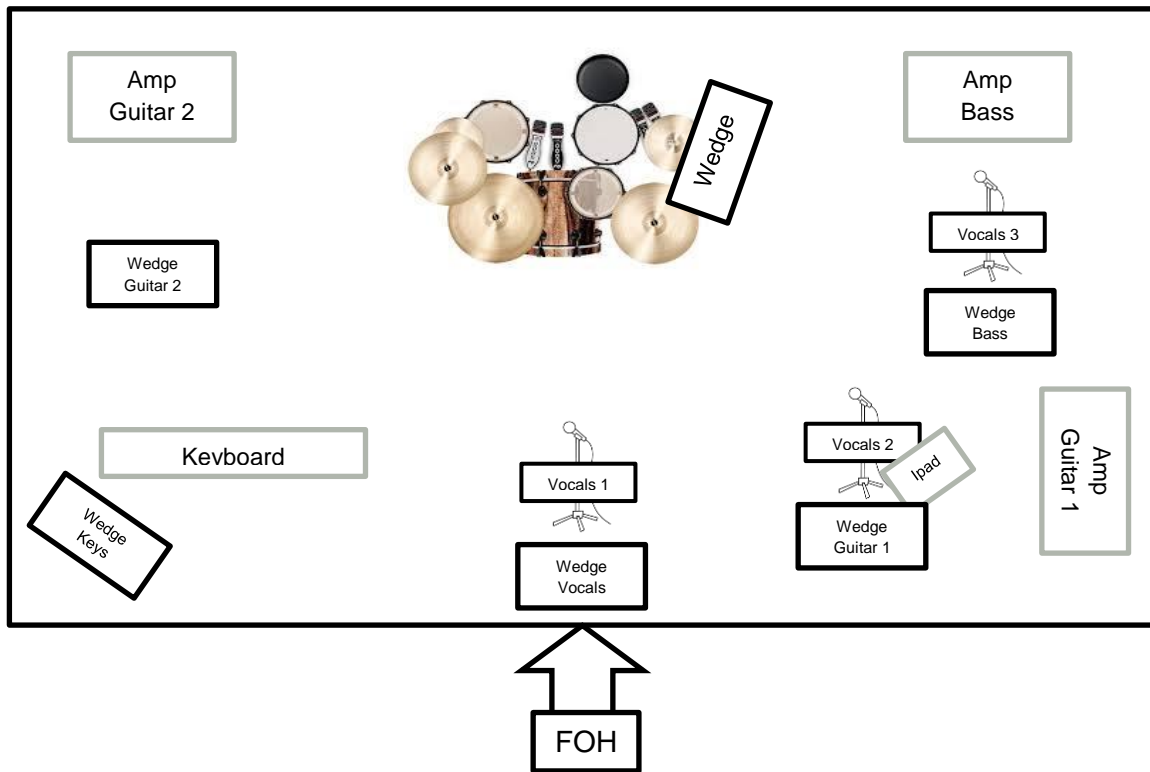 Amp
Guitar 2
Wedge
Amp
Bass
Vocals 3
Wedge
Guitar 2
Wedge
Bass
Keyboard
Vocals 2
Ipad
Amp
Guitar 1
Vocals 1
Wedge
Keys
Wedge
Guitar 1
Wedge
Vocals
FOH